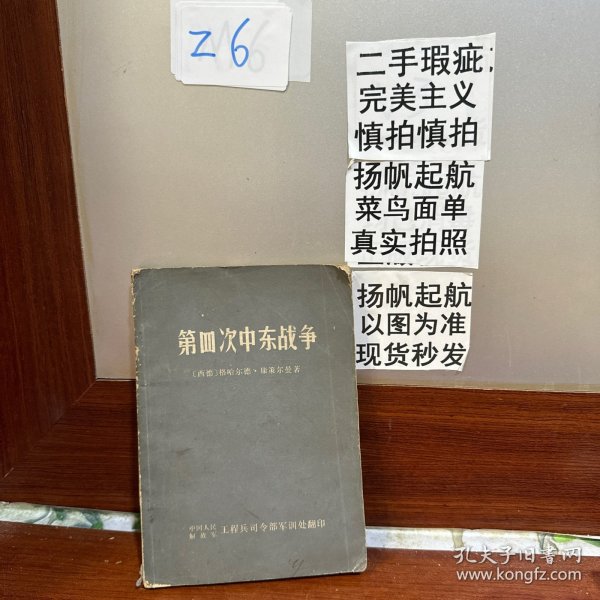 Z6
二手瑕疵
完美主义
慎拍慎拍
扬帆起航
菜鸟面单
真实拍照
扬帆起航
以图为准
现货秒发
第四次中东战争
〔西德〕格哈尔德·康策尔曼著
中国人民
解放军
工程兵司令部军训处翻印
孔夫子旧书网
www.kongfz.com